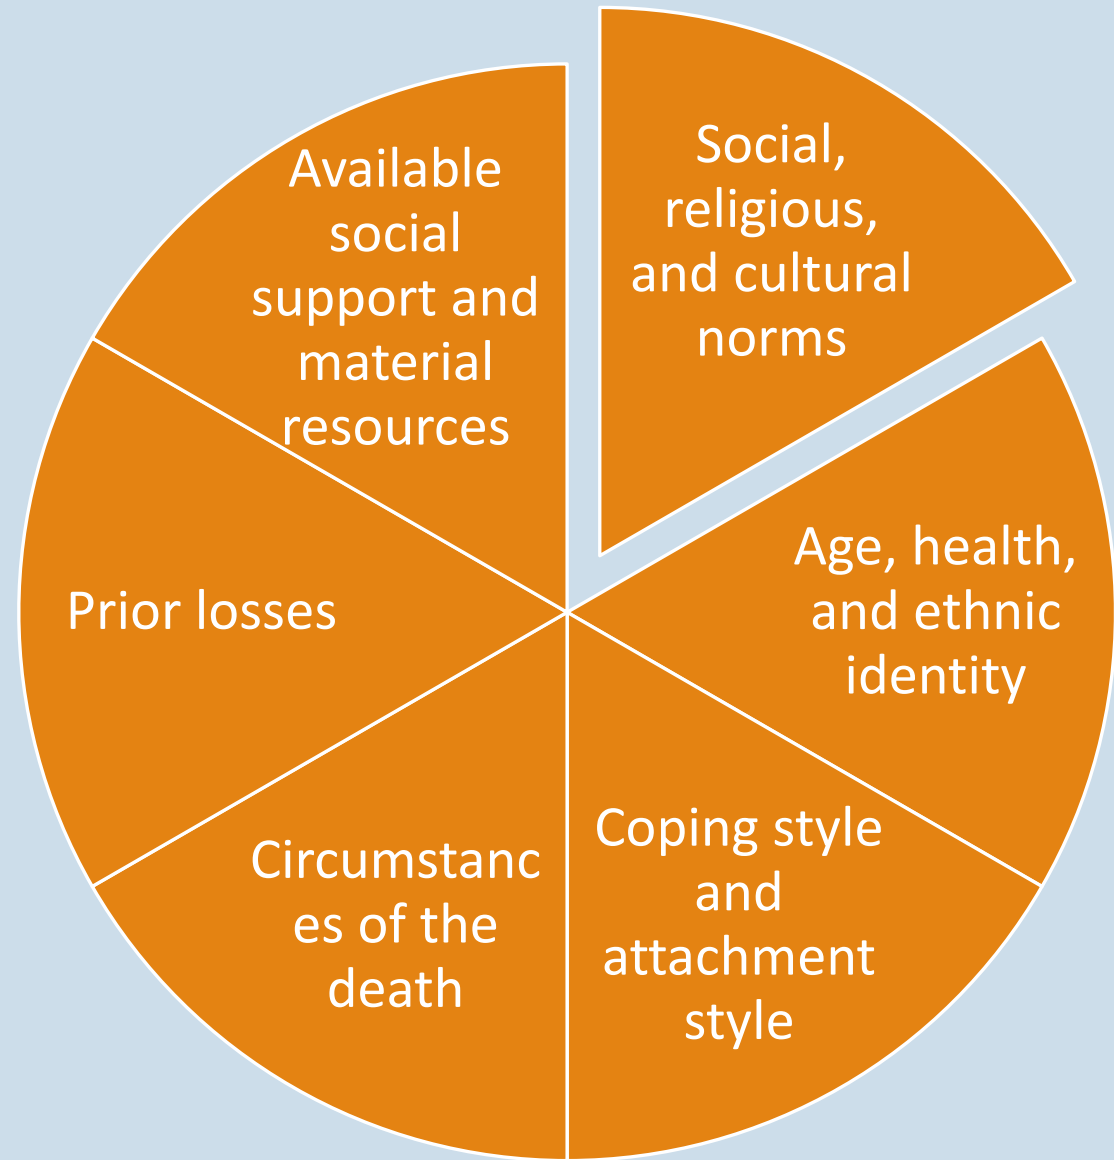 Social,
religious,
and cultural
norms
Age, health,
and ethnic
identity
Coping style
and
attachment
style
Circumstanc
es of the
death
Prior losses
Available
social
support and
material
resources